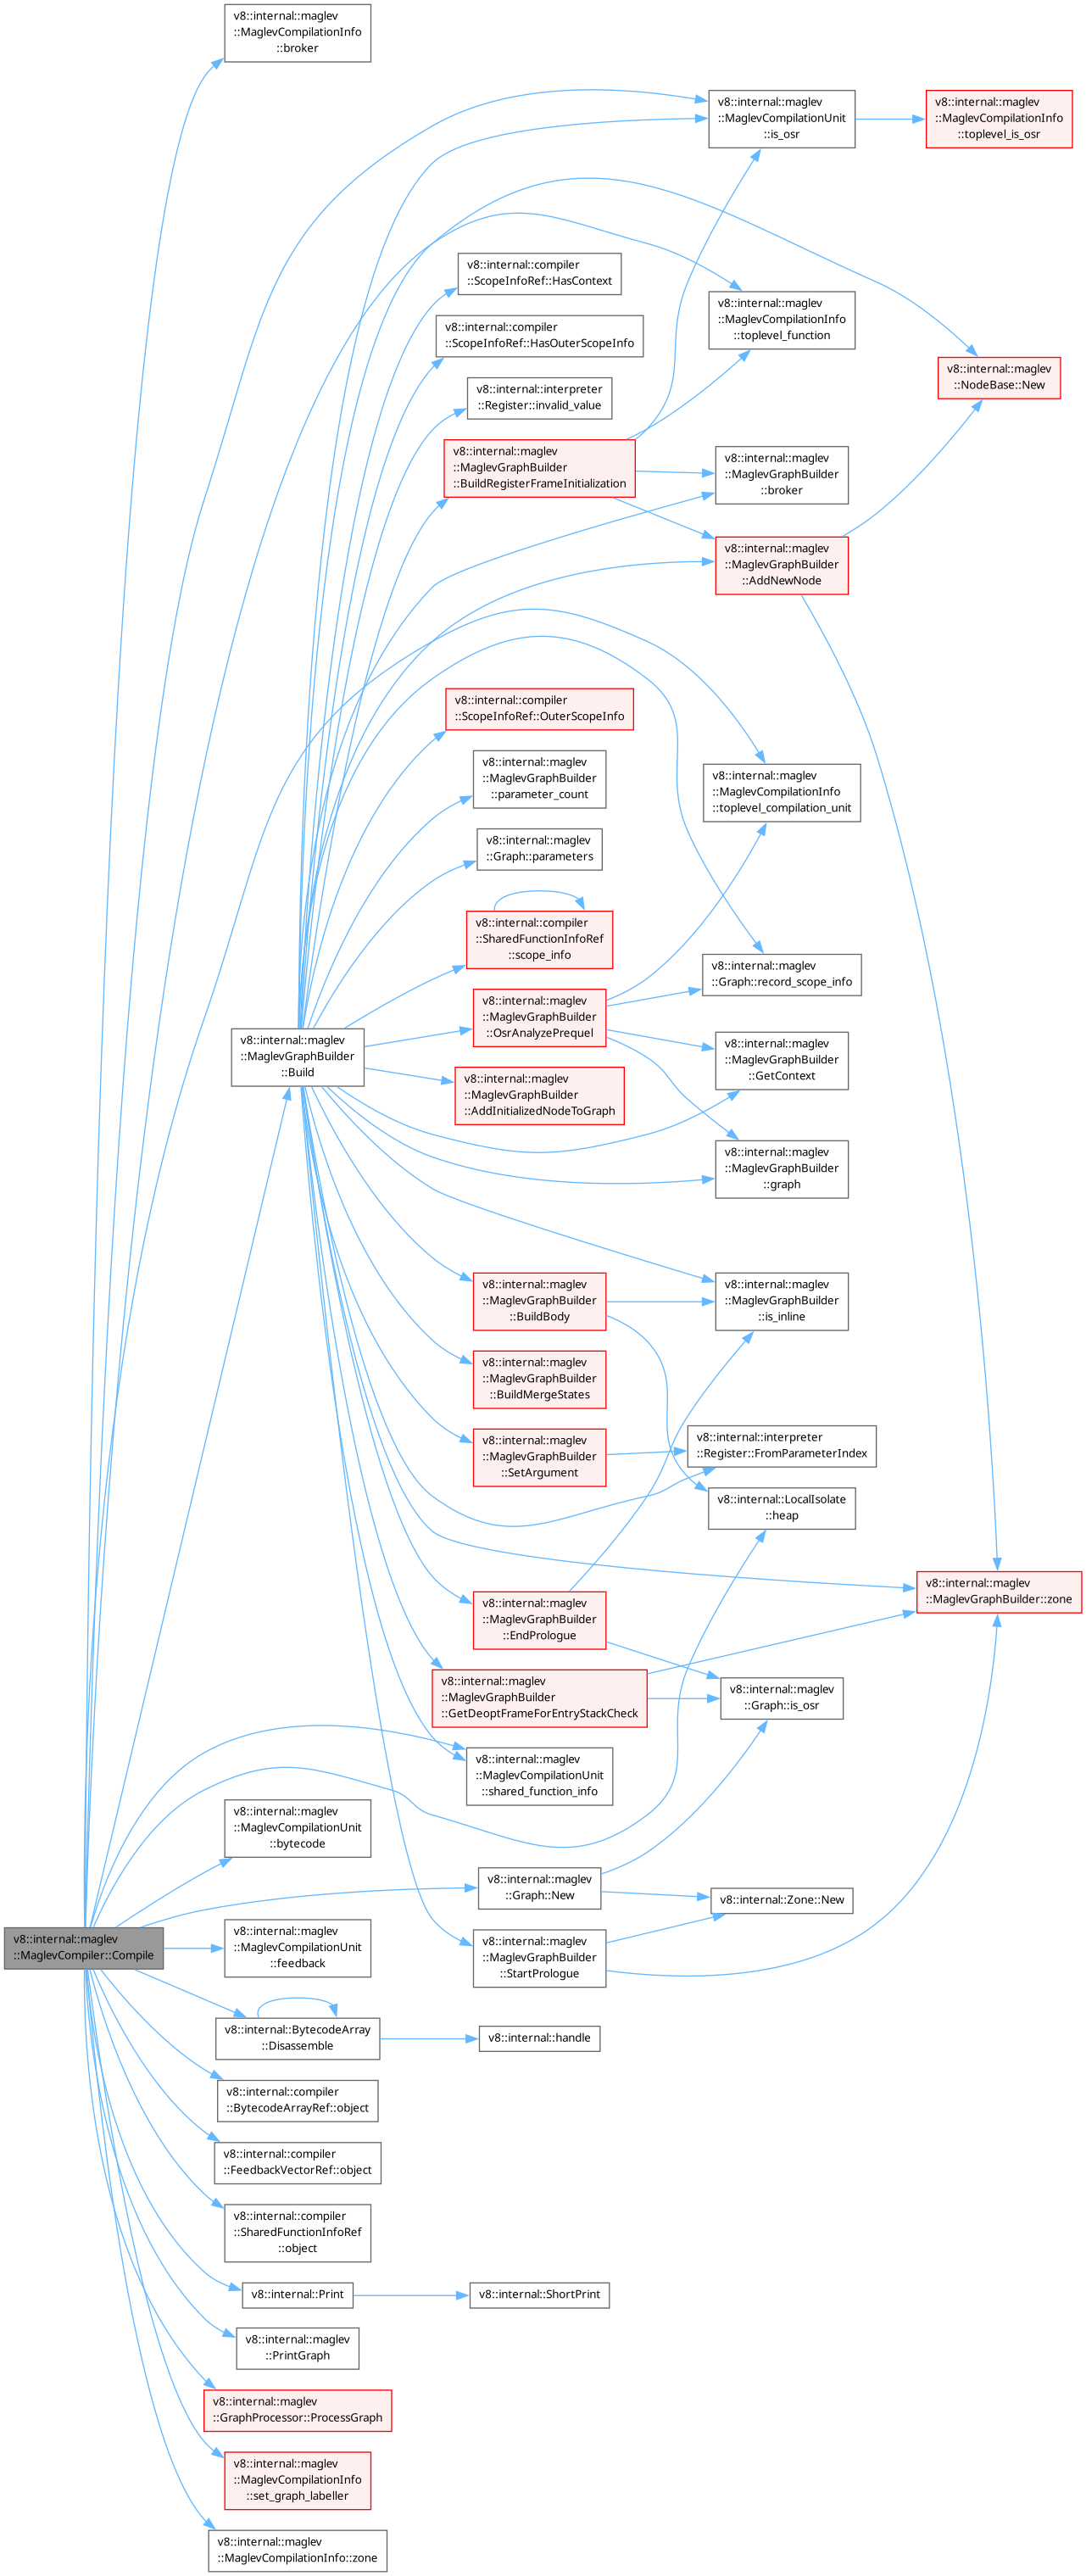 v8::internal::maglev
::MaglevCompilationInfo
::broker
v8::internal::maglev
::MaglevCompilationUnit
::is_osr
v8::internal::maglev
::MaglevCompilationInfo
::toplevel_is_osr
v8::internal::compiler
::ScopeInfoRef::HasContext
v8::internal::maglev
::MaglevCompilationInfo
::toplevel_function
v8::internal::compiler
::ScopeInfoRef::HasOuterScopeInfo
v8::internal::maglev
::NodeBase::New
v8::internal::interpreter
::Register::invalid_value
v8::internal::maglev
::MaglevGraphBuilder
::BuildRegisterFrameInitialization
v8::internal::maglev
::MaglevGraphBuilder
::broker
v8::internal::maglev
::MaglevGraphBuilder
::AddNewNode
v8::internal::compiler
::ScopeInfoRef::OuterScopeInfo
v8::internal::maglev
::MaglevGraphBuilder
::parameter_count
v8::internal::maglev
::MaglevCompilationInfo
::toplevel_compilation_unit
v8::internal::maglev
::Graph::parameters
v8::internal::compiler
::SharedFunctionInfoRef
::scope_info
v8::internal::maglev
::Graph::record_scope_info
v8::internal::maglev
::MaglevGraphBuilder
::OsrAnalyzePrequel
v8::internal::maglev
::MaglevGraphBuilder
::Build
v8::internal::maglev
::MaglevGraphBuilder
::GetContext
v8::internal::maglev
::MaglevGraphBuilder
::AddInitializedNodeToGraph
v8::internal::maglev
::MaglevGraphBuilder
::graph
v8::internal::maglev
::MaglevGraphBuilder
::BuildBody
v8::internal::maglev
::MaglevGraphBuilder
::is_inline
v8::internal::maglev
::MaglevGraphBuilder
::BuildMergeStates
v8::internal::maglev
::MaglevGraphBuilder
::SetArgument
v8::internal::interpreter
::Register::FromParameterIndex
v8::internal::LocalIsolate
::heap
v8::internal::maglev
::MaglevGraphBuilder::zone
v8::internal::maglev
::MaglevGraphBuilder
::EndPrologue
v8::internal::maglev
::MaglevGraphBuilder
::GetDeoptFrameForEntryStackCheck
v8::internal::maglev
::Graph::is_osr
v8::internal::maglev
::MaglevCompilationUnit
::shared_function_info
v8::internal::maglev
::MaglevCompilationUnit
::bytecode
v8::internal::maglev
::Graph::New
v8::internal::Zone::New
v8::internal::maglev
::MaglevCompiler::Compile
v8::internal::maglev
::MaglevCompilationUnit
::feedback
v8::internal::maglev
::MaglevGraphBuilder
::StartPrologue
v8::internal::BytecodeArray
::Disassemble
v8::internal::handle
v8::internal::compiler
::BytecodeArrayRef::object
v8::internal::compiler
::FeedbackVectorRef::object
v8::internal::compiler
::SharedFunctionInfoRef
::object
v8::internal::Print
v8::internal::ShortPrint
v8::internal::maglev
::PrintGraph
v8::internal::maglev
::GraphProcessor::ProcessGraph
v8::internal::maglev
::MaglevCompilationInfo
::set_graph_labeller
v8::internal::maglev
::MaglevCompilationInfo::zone